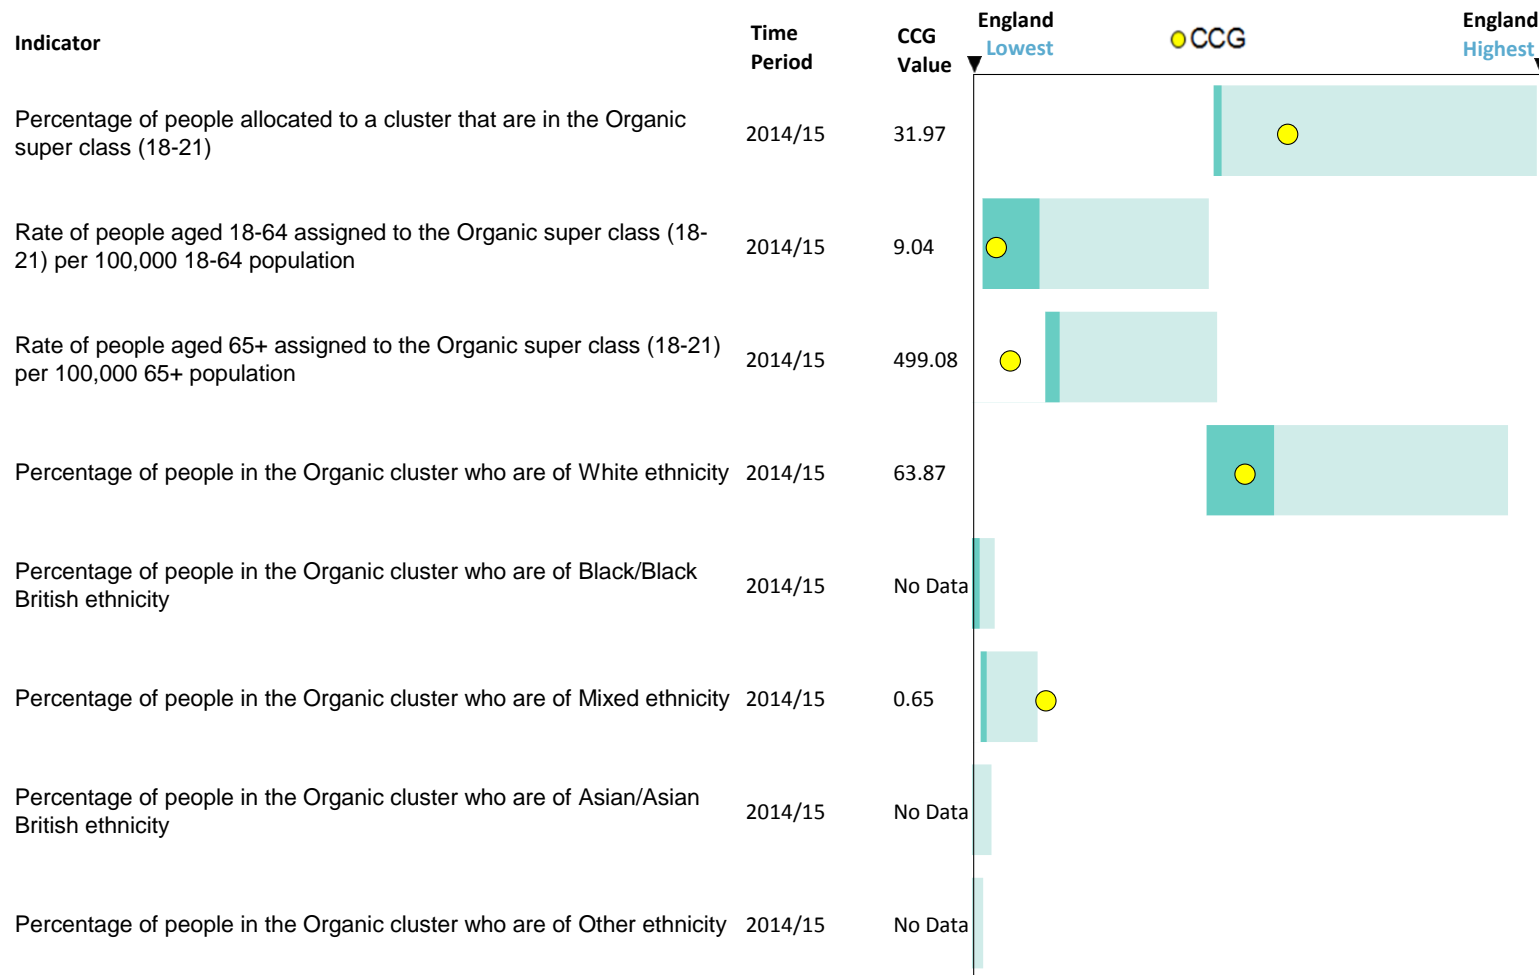 Indicator
Time
Period
CCG
Value
England
Lowest
CCG
England
Highest
Percentage of people allocated to a cluster that are in the Organic
super class (18-21)
2014/15
31.97
Rate of people aged 18-64 assigned to the Organic super class (18-
21) per 100,000 18-64 population
2014/15
9.04
Rate of people aged 65+ assigned to the Organic super class (18-21)
per 100,000 65+ population
2014/15
499.08
Percentage of people in the Organic cluster who are of White ethnicity
2014/15
63.87
Percentage of people in the Organic cluster who are of Black/Black
British ethnicity
2014/15
No Data
Percentage of people in the Organic cluster who are of Mixed ethnicity
2014/15
0.65
Percentage of people in the Organic cluster who are of Asian/Asian
British ethnicity
2014/15
No Data
Percentage of people in the Organic cluster who are of Other ethnicity
2014/15
No Data